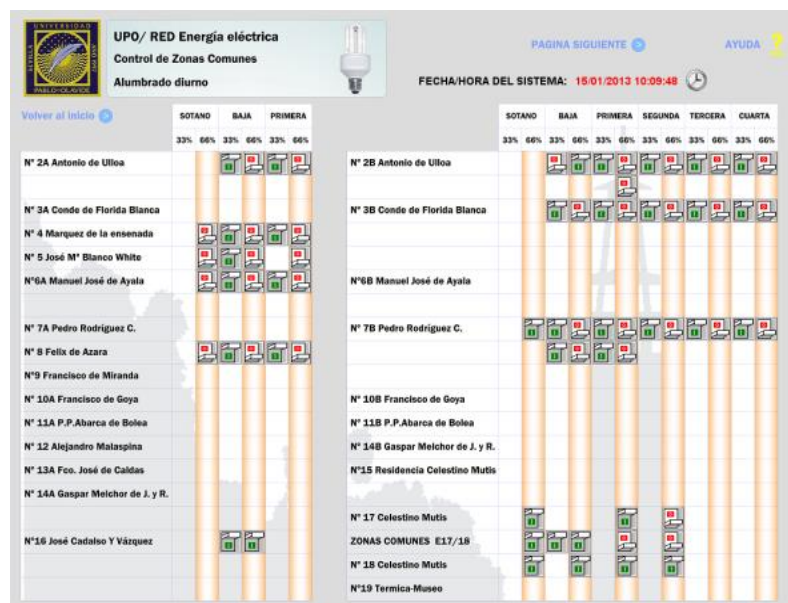 UNIVERSIDAD
SEVILLA
PABLO·OLAVIDE
UPO/ RED Energía eléctrica
Control de Zonas Comunes
Alumbrado diurno
PAGINA SIGUIENTE
AYUDA ?
FECHA/HORA DEL SISTEMA: 15/01/2013 10:09:48
Volver al inicio
SOTANO BAJA PRIMERA
33% 66% 33% 66% 33% 66%
SOTANO BAJA PRIMERA SEGUNDA TERCERA CUARTA
33% 66% 33% 66% 33% 66% 33% 66% 33% 66% 33% 66%
Nº 2A Antonio de Ulloa
Nº 2B Antonio de Ulloa
Nº 3A Conde de Florida Blanca
Nº 3B Conde de Florida Blanca
Nº 4 Marquez de la ensenada
Nº 5 José Mª Blanco White
Nº6A Manuel José de Ayala
Nº6B Manuel José de Ayala
Nº 7A Pedro Rodríguez C.
Nº 7B Pedro Rodríguez C.
Nº 8 Felix de Azara
Nº9 Francisco de Miranda
Nº 10A Francisco de Goya
Nº 10B Francisco de Goya
Nº 11A P.P.Abarca de Bolea
Nº 11B P.P.Abarca de Bolea
Nº 12 Alejandro Malaspina
Nº 14B Gaspar Melchor de J. y R.
Nº 13A Fco. José de Caldas
Nº15 Residencia Celestino Mutis
Nº 14A Gaspar Melchor de J. y R.
Nº 17 Celestino Mutis
Nº16 José Cadalso Y Vázquez
ZONAS COMUNES E17/18
Nº 18 Celestino Mutis
Nº19 Termica-Museo